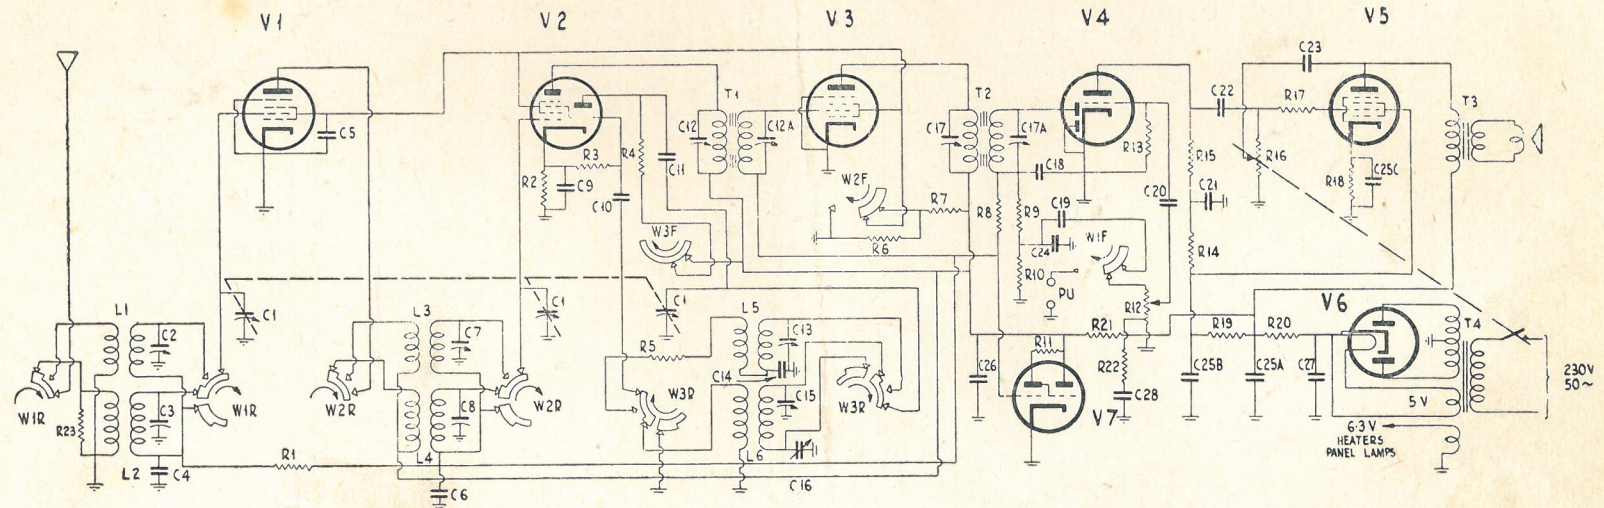 V1
V2
V3
V4
V5
C23
C5
T1
C12
C12A
T2
C17
C17A
C22
R17
T3
R2
R3
C9
R4
C11
C10
W2F
R7
R6
W3F
R8
C18
R9
C19
C24
R10
PU
W1F
R13
C20
R12
R15
C21
R14
R16
R18
C25C
C1
C1
C1
L1
C2
L3
C7
L5
C13
R5
C14
C15
W1R
R23
C3
W1R
W2R
C8
W2R
W3R
W3R
L2
C4
R1
L4
C6
L6
C16
C26
R11
R21
R22
C28
V7
C25B
R19
C25A
R20
C27
V6
T4
5V
6·3V
HEATERS
PANEL LAMPS
230V
50~